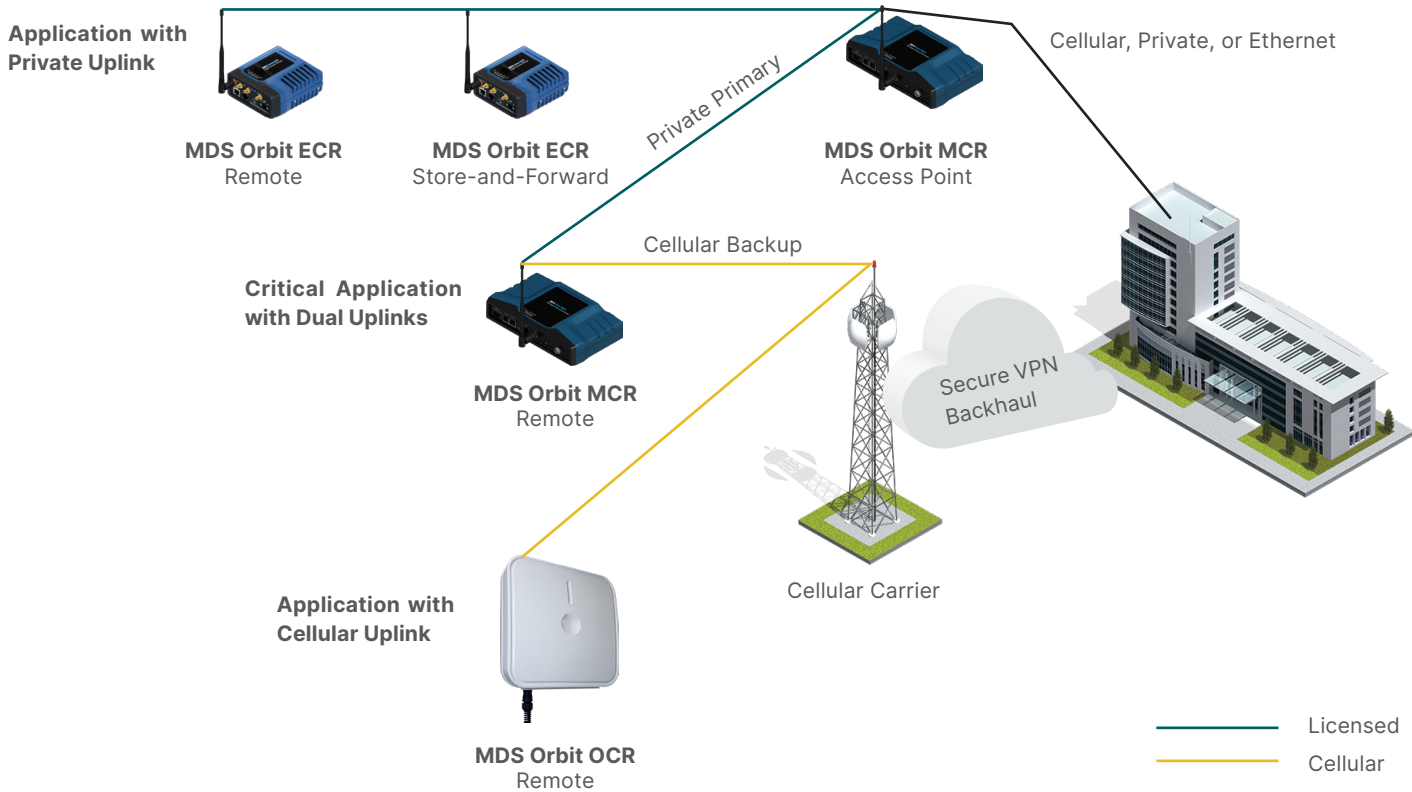 Application with
Private Uplink
Cellular, Private, or Ethernet
Private Primary
MDS Orbit ECR
Remote
MDS Orbit ECR
Store-and-Forward
MDS Orbit MCR
Access Point
Cellular Backup
Critical Application
with Dual Uplinks
MDS Orbit MCR
Remote
Secure VPN
Backhaul
Cellular Carrier
Application with
Cellular Uplink
MDS Orbit OCR
Remote
Licensed
Cellular